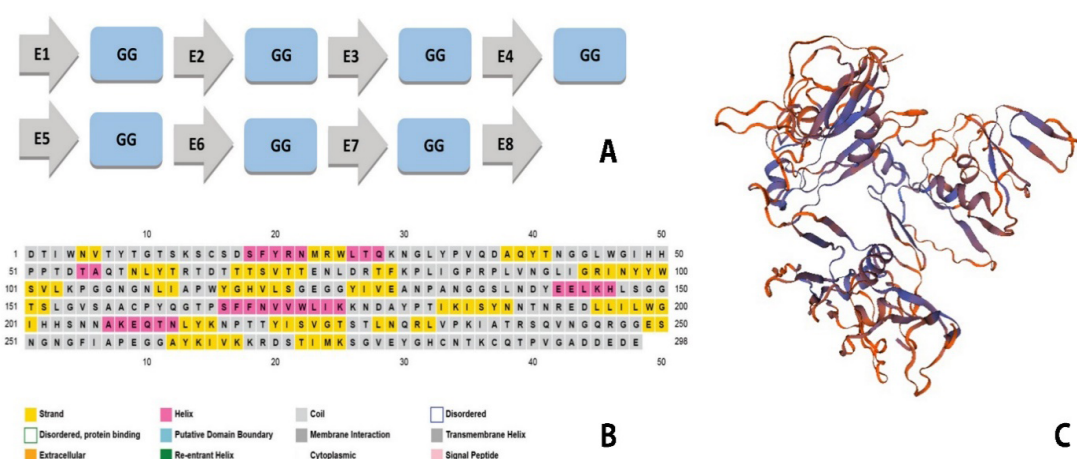 E1 GG E2 GG E3 GG E4 GG
E5 GG E6 GG E7 GG E8
A
10 20 30 40 50
1 D T I W N V T Y T G T S K S C S D S F Y R N M R W L T Q K N G L Y P V Q D A Q Y T N G G L W G I H H 50
51 P P T D T A Q T N L Y T R T D T T T S V T T E N L D R T F K P L I G P R P L V N G L I G R I N Y Y W 100
101 S V L K P G G N G N L I A P W Y G H V L S G E G G Y I V E A N P A N G G S L N D Y E E L K H L S G G 150
151 T S L G V S A A C P Y Q G T P S F F N V V W L I K K N D A Y P T I K I S Y N N T N R E D L L I L W G 200
201 I H H S N N A K E Q T N L Y K N P T T Y I S V G T S T L N Q R L V P K I A T R S Q V N G Q R G G E S 250
251 N G N G F I A P E G G A Y K I V K K R D S T I M K S G V E Y G H C N T K C Q T P V G A D D E D E 298
10 20 30 40 50
Strand Helix Coil Disordered
Disordered, protein binding Putative Domain Boundary Membrane Interaction Transmembrane Helix
Extracellular Re-entrant Helix Cytoplasmic Signal Peptide
B
C